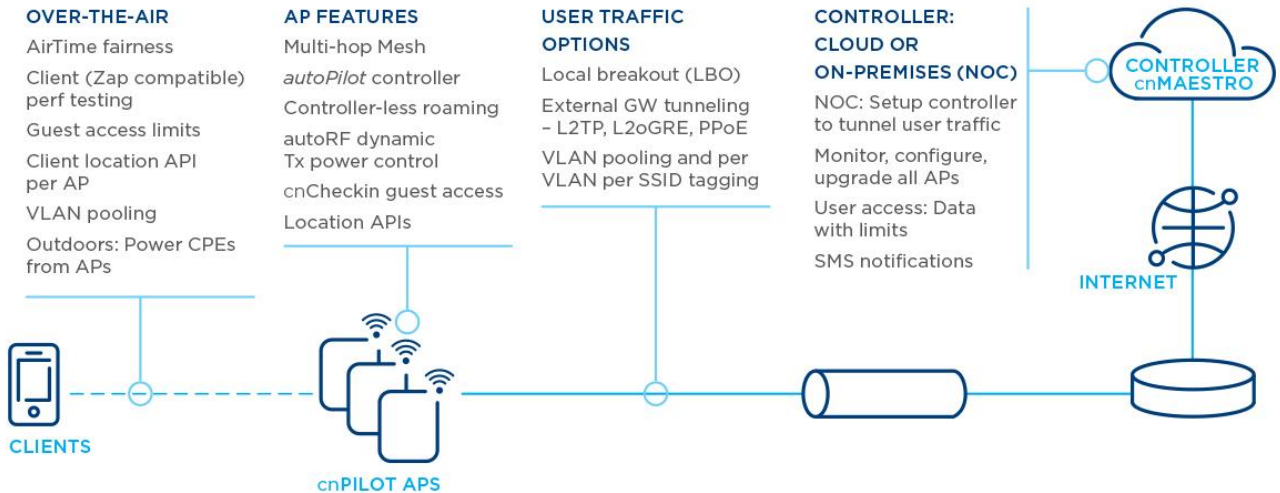 OVER-THE-AIR
AirTime fairness
Client (Zap compatible)
perf testing
Guest access limits
Client location API
per AP
VLAN pooling
Outdoors: Power CPEs
from APs
AP FEATURES
Multi-hop Mesh
autoPilot controller
Controller-less roaming
autoRF dynamic
Tx power control
cnCheckin guest access
Location APIs
USER TRAFFIC
OPTIONS
Local breakout (LBO)
External GW tunneling
– L2TP, L2oGRE, PPoE
VLAN pooling and per
VLAN per SSID tagging
CONTROLLER:
CLOUD OR
ON-PREMISES (NOC)
NOC: Setup controller
to tunnel user traffic
Monitor, configure,
upgrade all APs
User access: Data
with limits
SMS notifications
CONTROLLER
cnMAESTRO
INTERNET
CLIENTS
cnPILOT APS